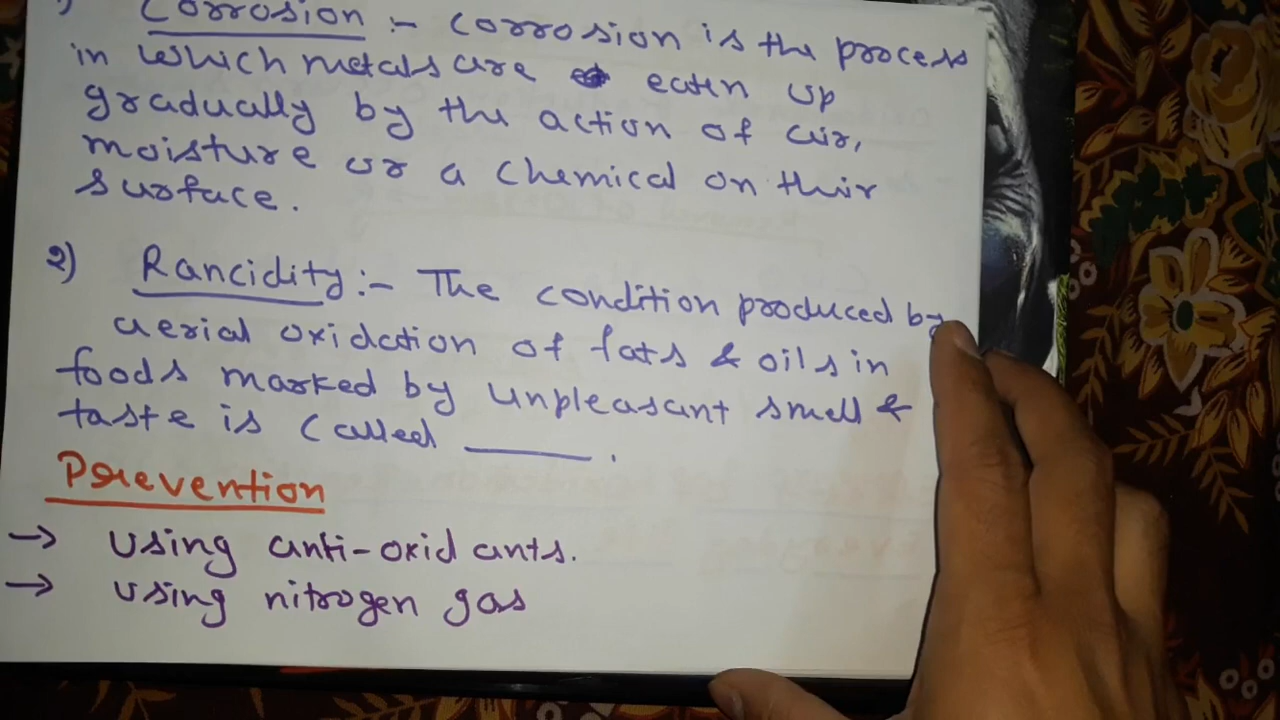 Corrosion :- Corrosion is the process
in which metals are eaten up
gradually by the action of air,
moisture or a chemical on their
surface.
2) Rancidity :- The condition produced by
aerial oxidation of fats & oils in
foods marked by unpleasant smell &
taste is called ______.
Prevention
→ Using anti-oxidants.
→ Using nitrogen gas